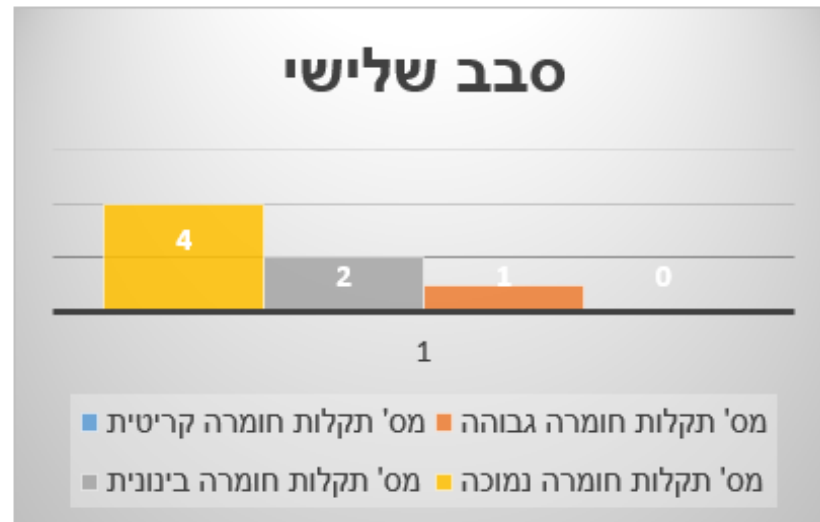 סבב שלישי
4
2
1
0
1
מס' תקלות חומרה גבוהה מס' תקלות חומרה קריטית
מס' תקלות חומרה נמוכה מס' תקלות חומרה בינונית